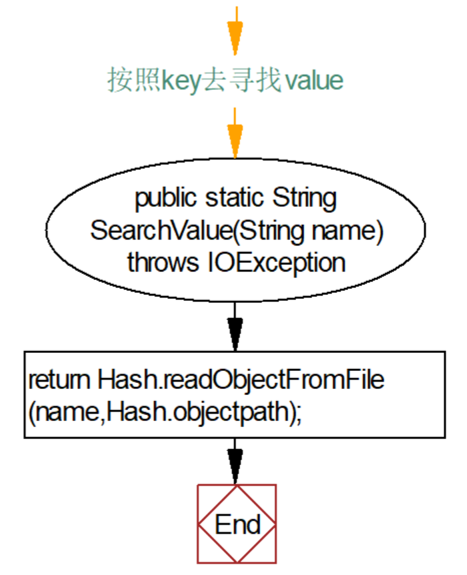 按照key去寻找value
public static String
SearchValue(String name)
throws IOException
return Hash.readObjectFromFile
(name,Hash.objectpath);
End